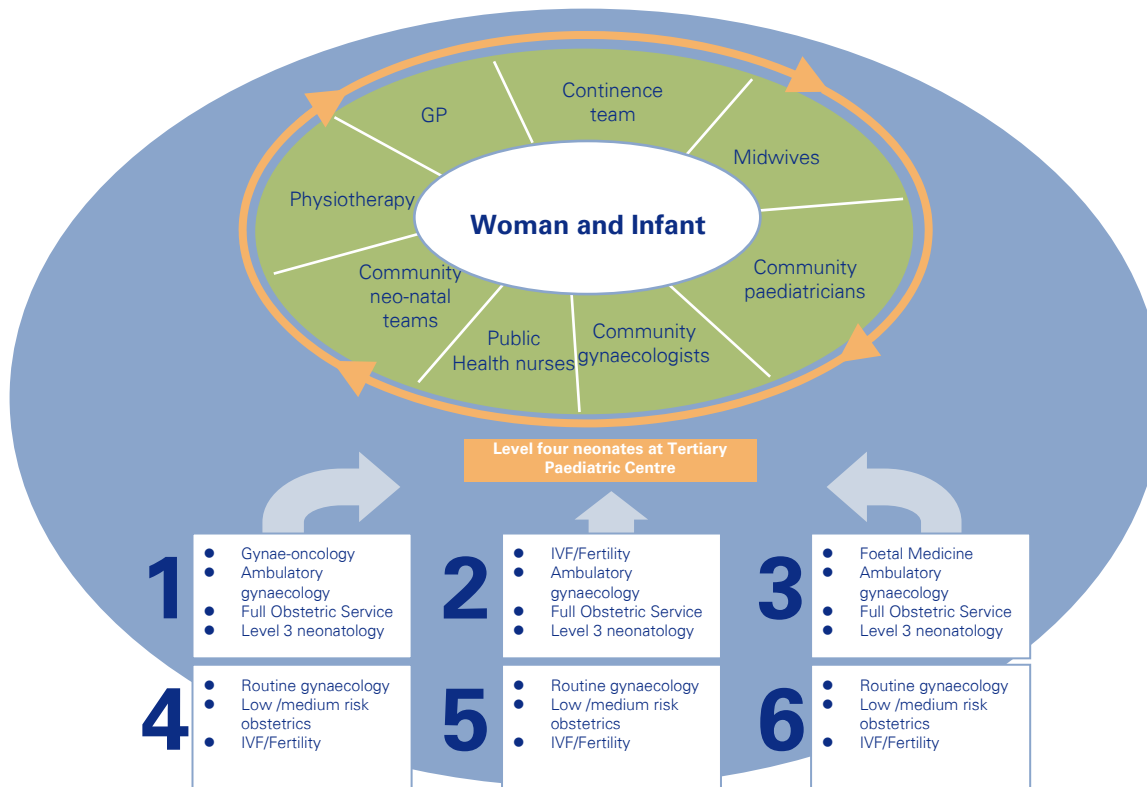 GP
Continence
team
Midwives
Physiotherapy
Woman and Infant
Community
paediatricians
Community
neo-natal
teams
Public
Health nurses
Community
gynaecologists
Level four neonates at Tertiary
Paediatric Centre
1
● Gynae-oncology
● Ambulatory
gynaecology
● Full Obstetric Service
● Level 3 neonatology
2
● IVF/Fertility
● Ambulatory
gynaecology
● Full Obstetric Service
● Level 3 neonatology
3
● Foetal Medicine
● Ambulatory
gynaecology
● Full Obstetric Service
● Level 3 neonatology
4
● Routine gynaecology
● Low /medium risk
obstetrics
● IVF/Fertility
5
● Routine gynaecology
● Low /medium risk
obstetrics
● IVF/Fertility
6
● Routine gynaecology
● Low /medium risk
obstetrics
● IVF/Fertility